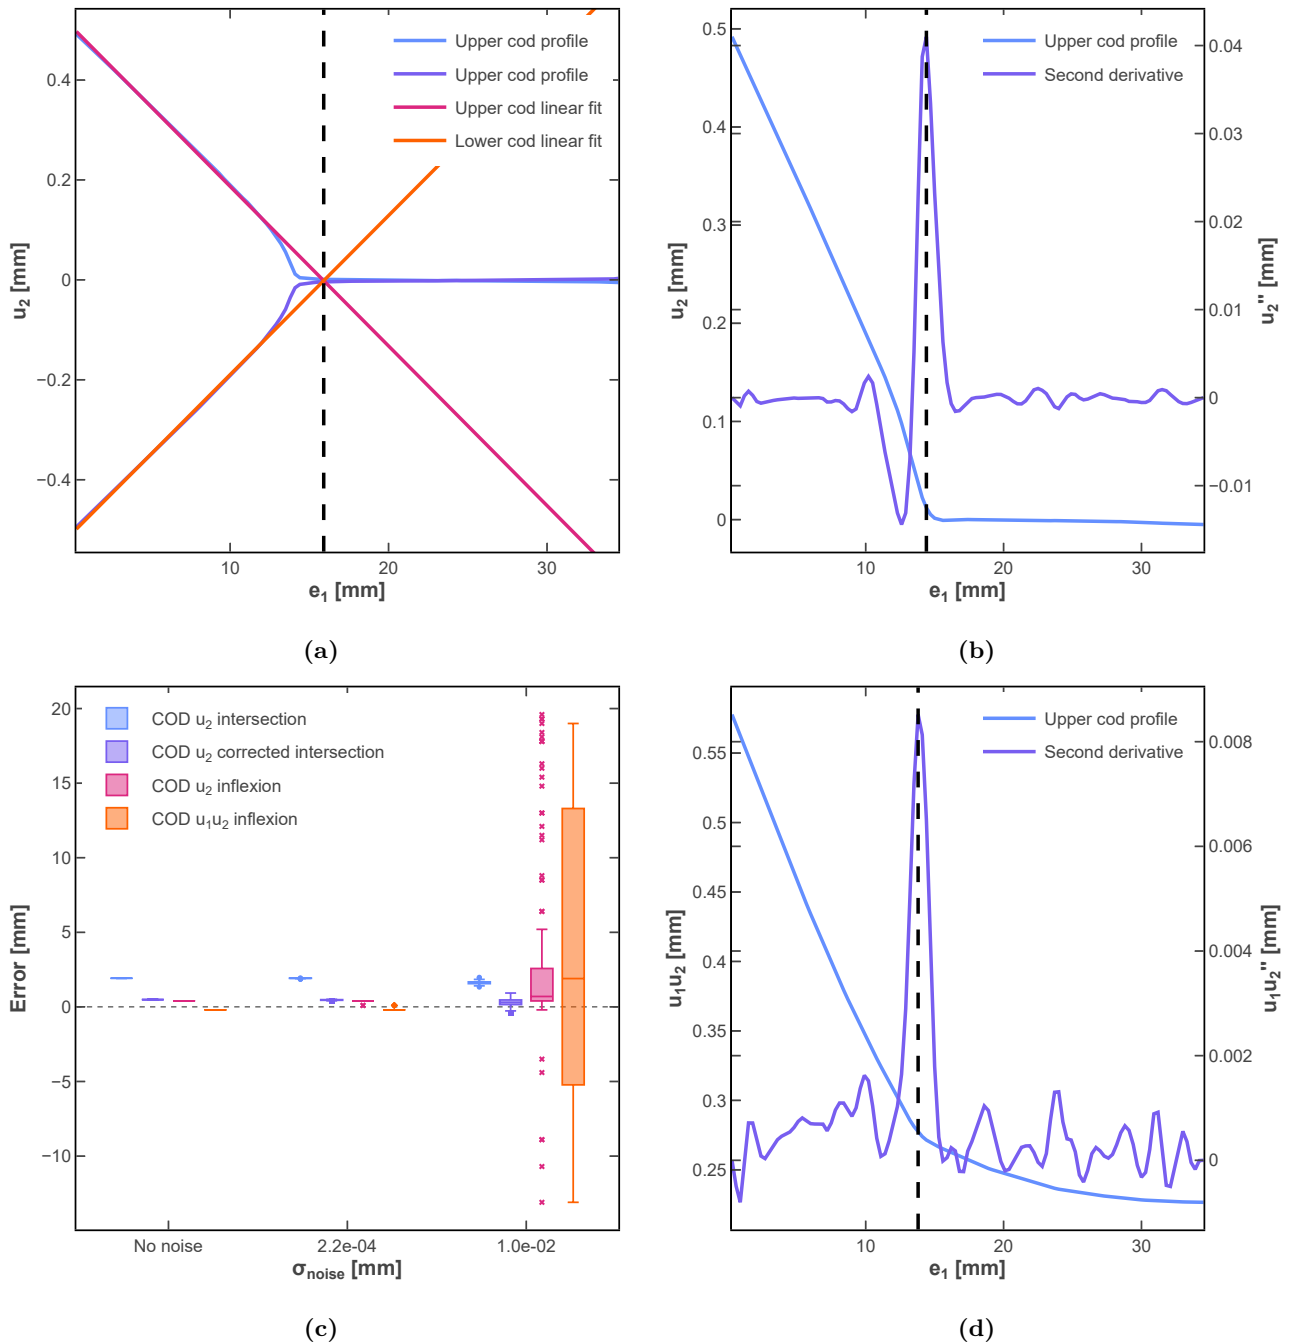 Upper cod profile
Upper cod profile
Upper cod linear fit
Lower cod linear fit
0.4
0.2
0
−0.2
−0.4
u2 [mm]
10
20
30
e1 [mm]
(a)
Upper cod profile
Second derivative
0.5
0.4
0.3
0.2
0.1
0
u2 [mm]
0.04
0.03
0.02
0.01
0
−0.01
u2'' [mm]
10
20
30
e1 [mm]
(b)
COD u2 intersection
COD u2 corrected intersection
COD u2 inflexion
COD u1u2 inflexion
20
15
10
5
0
−5
−10
Error [mm]
No noise
2.2e-04
1.0e-02
σnoise [mm]
(c)
Upper cod profile
Second derivative
0.55
0.5
0.45
0.4
0.35
0.3
0.25
u1u2 [mm]
0.008
0.006
0.004
0.002
0
u1u2'' [mm]
10
20
30
e1 [mm]
(d)